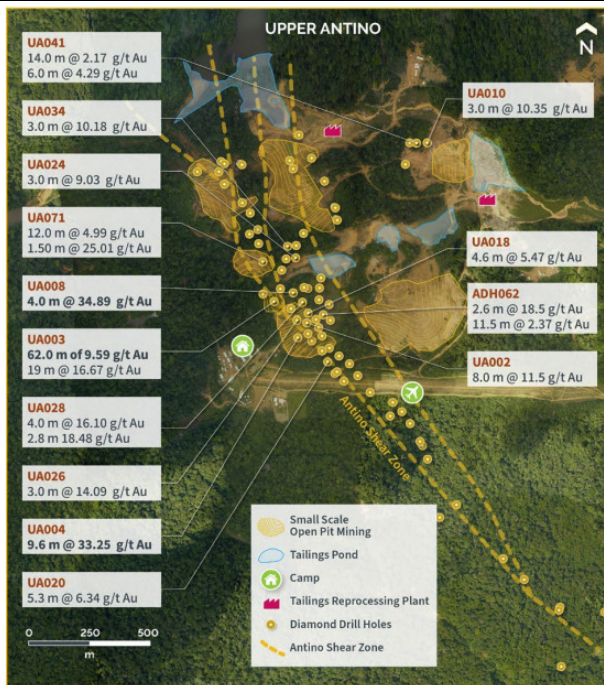 UPPER ANTINO
N
UA041
14.0 m @ 2.17 g/t Au
6.0 m @ 4.29 g/t Au
UA034
3.0 m @ 10.18 g/t Au
UA024
3.0 m @ 9.03 g/t Au
UA071
12.0 m @ 4.99 g/t Au
1.50 m @ 25.01 g/t Au
UA008
4.0 m @ 34.89 g/t Au
UA003
62.0 m of 9.59 g/t Au
19 m @ 16.67 g/t Au
UA028
4.0 m @ 16.10 g/t Au
2.8 m 18.48 g/t Au
UA026
3.0 m @ 14.09 g/t Au
UA004
9.6 m @ 33.25 g/t Au
UA020
5.3 m @ 6.34 g/t Au
UA010
3.0 m @ 10.35 g/t Au
UA018
4.6 m @ 5.47 g/t Au
ADH062
2.6 m @ 18.5 g/t Au
11.5 m @ 2.37 g/t Au
UA002
8.0 m @ 11.5 g/t Au
Antino Shear Zone
Small Scale
Open Pit Mining
Tailings Pond
Camp
Tailings Reprocessing Plant
Diamond Drill Holes
Antino Shear Zone
0 250 500
m